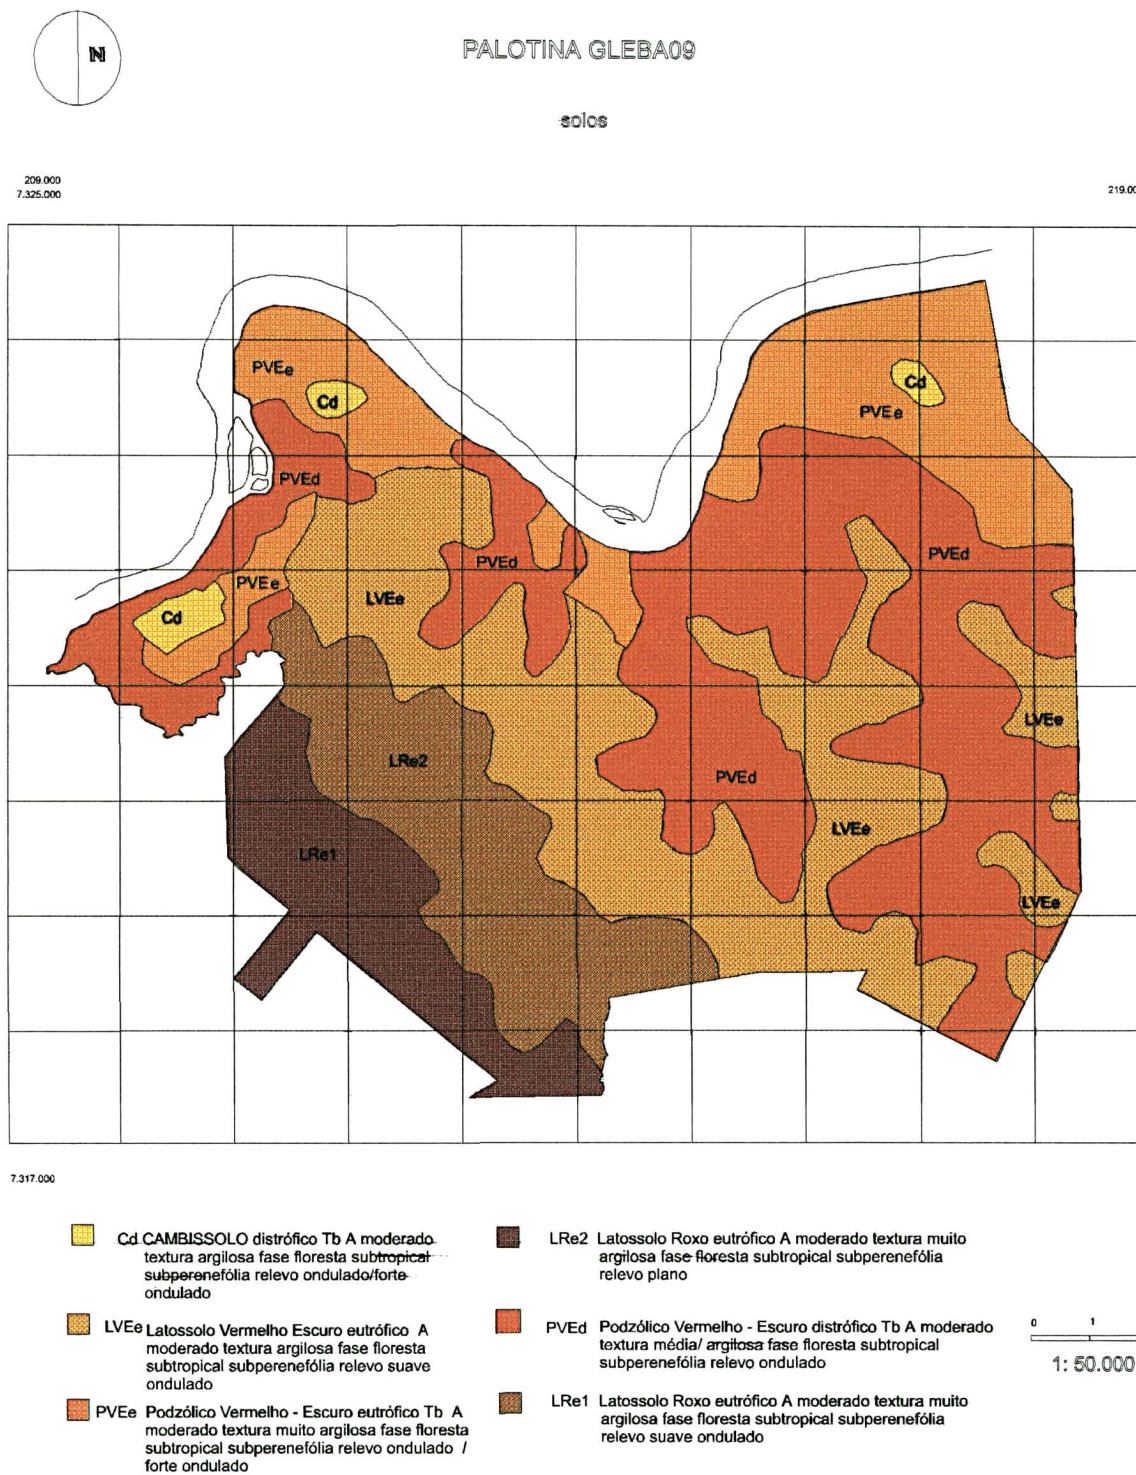 N
PALOTINA GLEBA09
solos
209.000
7.325.000
219.00
PVEe
Cd
Cd
PVEe
PVEd
PVEd
PVEd
PVEe
LVEe
Cd
LVEe
LRe2
PVEd
LVEe
LRe1
LVEe
7.317.000
Cd CAMBISSOLO distrófico Tb A moderado
textura argilosa fase floresta subtropical
subperenefólia relevo ondulado/forte
ondulado
LVEe Latossolo Vermelho Escuro eutrófico A
moderado textura argilosa fase floresta
subtropical subperenefólia relevo suave
ondulado
PVEe Podzólico Vermelho - Escuro eutrófico Tb A
moderado textura muito argilosa fase floresta
subtropical subperenefólia relevo ondulado /
forte ondulado
LRe2 Latossolo Roxo eutrófico A moderado textura muito
argilosa fase floresta subtropical subperenefólia
relevo plano
PVEd Podzólico Vermelho - Escuro distrófico Tb A moderado
textura média/ argilosa fase floresta subtropical
subperenefólia relevo ondulado
LRe1 Latossolo Roxo eutrófico A moderado textura muito
argilosa fase floresta subtropical subperenefólia
relevo suave ondulado
0 1
1: 50.000